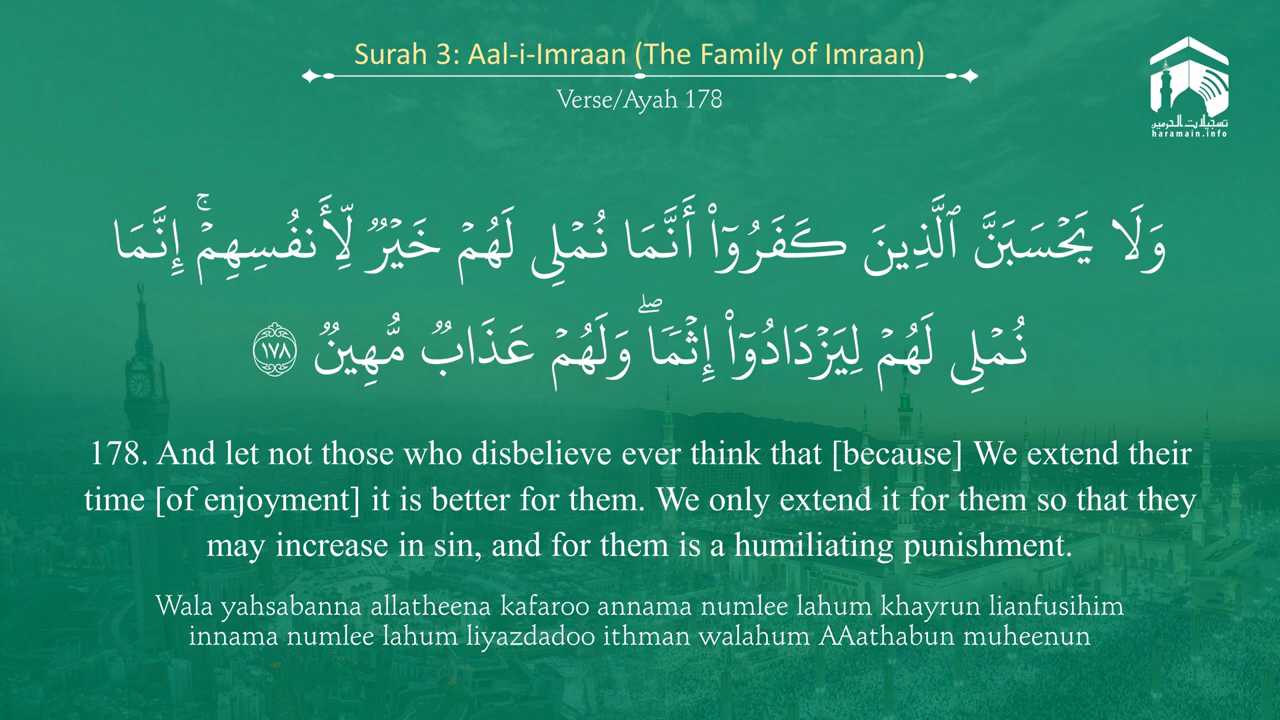 Surah 3: Aal-i-Imraan (The Family of Imraan)
Verse/Ayah 178
تسجيلات الحرمين
haramain.info
وَلَا يَحْسَبَنَّ ٱلَّذِينَ كَفَرُوٓا۟ أَنَّمَا نُمْلِى لَهُمْ خَيْرٌ لِّأَنفُسِهِمْ ۚ إِنَّمَا
نُمْلِى لَهُمْ لِيَزْدَادُوٓا۟ إِثْمًا ۖ وَلَهُمْ عَذَابٌ مُّهِينٌ ١٧٨
178. And let not those who disbelieve ever think that [because] We extend their
time [of enjoyment] it is better for them. We only extend it for them so that they
may increase in sin, and for them is a humiliating punishment.
Wala yahsabanna allatheena kafaroo annama numlee lahum khayrun lianfusihim
innama numlee lahum liyazdadoo ithman walahum AAathabun muheenun